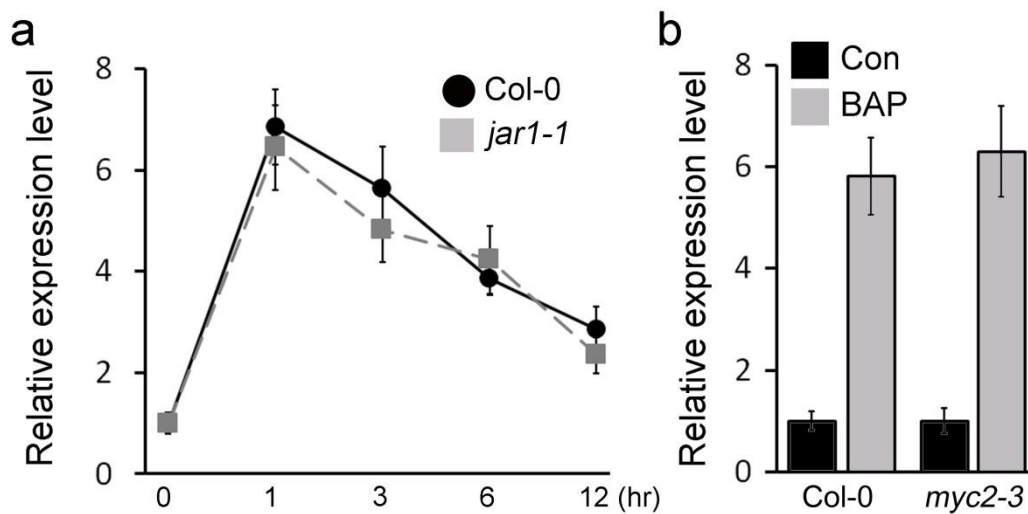 a
Relative expression level
8
6
4
2
0
Col-0
jar1-1
0 1 3 6 12 (hr)
b
Relative expression level
8
6
4
2
0
Con
BAP
Col-0 myc2-3